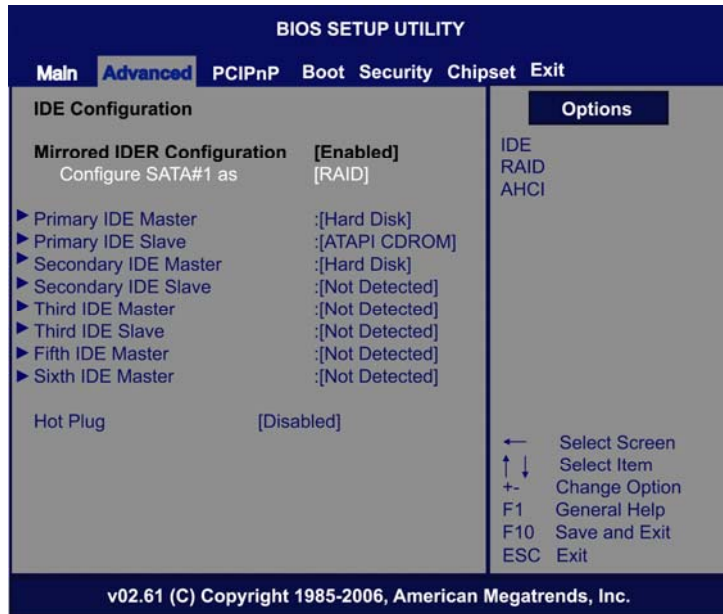 BIOS SETUP UTILITY
Main Advanced PCIPnP Boot Security Chipset Exit
IDE Configuration
Mirrored IDER Configuration [Enabled]
Configure SATA#1 as [RAID]
Primary IDE Master :[Hard Disk]
Primary IDE Slave :[ATAPI CDROM]
Secondary IDE Master :[Hard Disk]
Secondary IDE Slave :[Not Detected]
Third IDE Master :[Not Detected]
Third IDE Slave :[Not Detected]
Fifth IDE Master :[Not Detected]
Sixth IDE Master :[Not Detected]
Hot Plug [Disabled]
Options
IDE
RAID
AHCI
← Select Screen
↑ ↓ Select Item
+- Change Option
F1 General Help
F10 Save and Exit
ESC Exit
v02.61 (C) Copyright 1985-2006, American Megatrends, Inc.